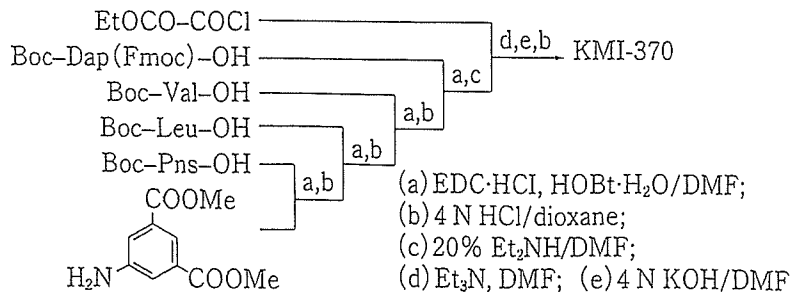 EtOCO–COCl
d,e,b
KMI-370
Boc–Dap(Fmoc)–OH
a,c
Boc–Val–OH
a,b
Boc–Leu–OH
a,b
Boc–Pns–OH
a,b
COOMe
H₂N
COOMe
(a) EDC·HCl, HOBt·H₂O/DMF;
(b) 4 N HCl/dioxane;
(c) 20% Et₂NH/DMF;
(d) Et₃N, DMF; (e) 4 N KOH/DMF